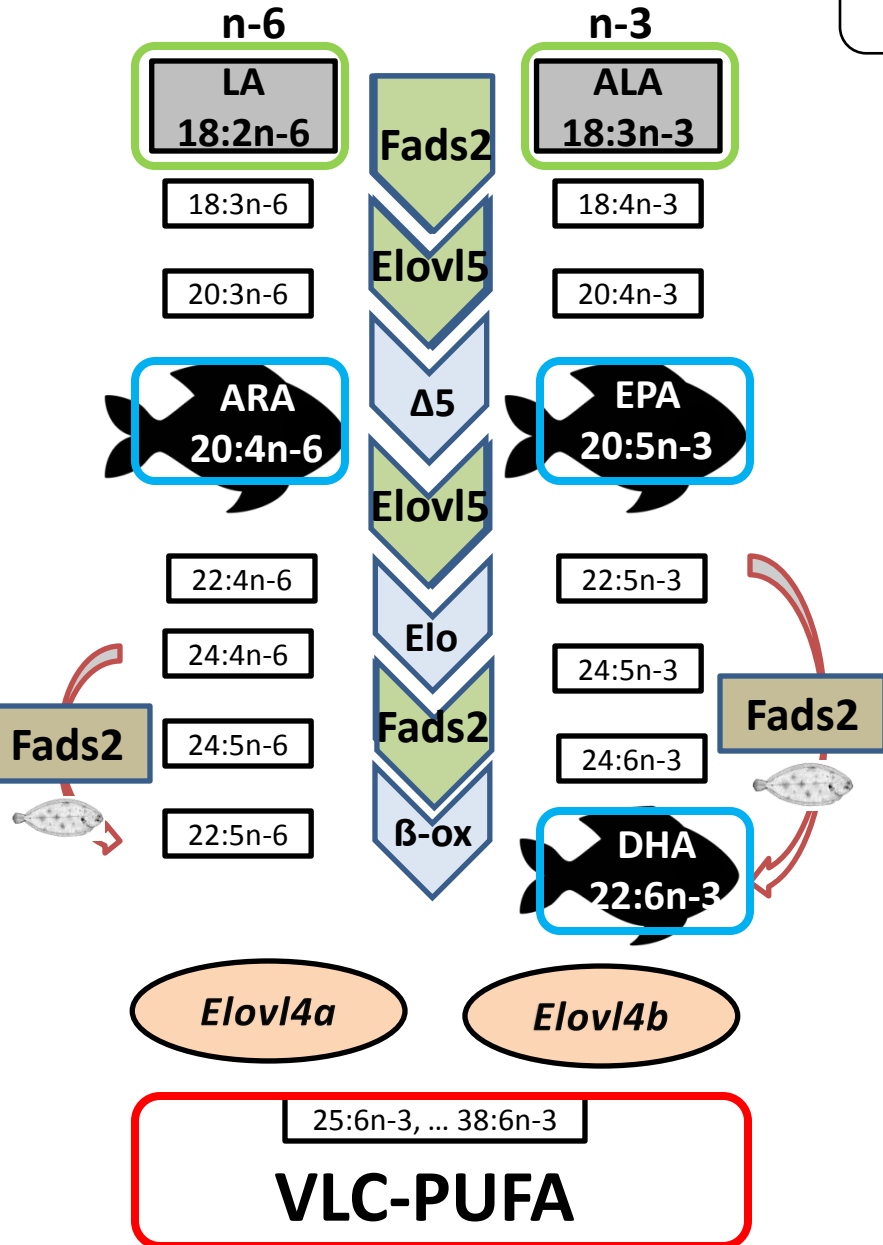 n-6
n-3
LA
18:2n-6
Fads2
ALA
18:3n-3
18:3n-6
18:4n-3
Elovl5
20:3n-6
20:4n-3
ARA
20:4n-6
Δ5
EPA
20:5n-3
Elovl5
22:4n-6
22:5n-3
Elo
24:4n-6
24:5n-3
Fads2
Fads2
Fads2
24:5n-6
24:6n-3
22:5n-6
ß-ox
DHA
22:6n-3
Elovl4a
Elovl4b
25:6n-3, ... 38:6n-3
VLC-PUFA